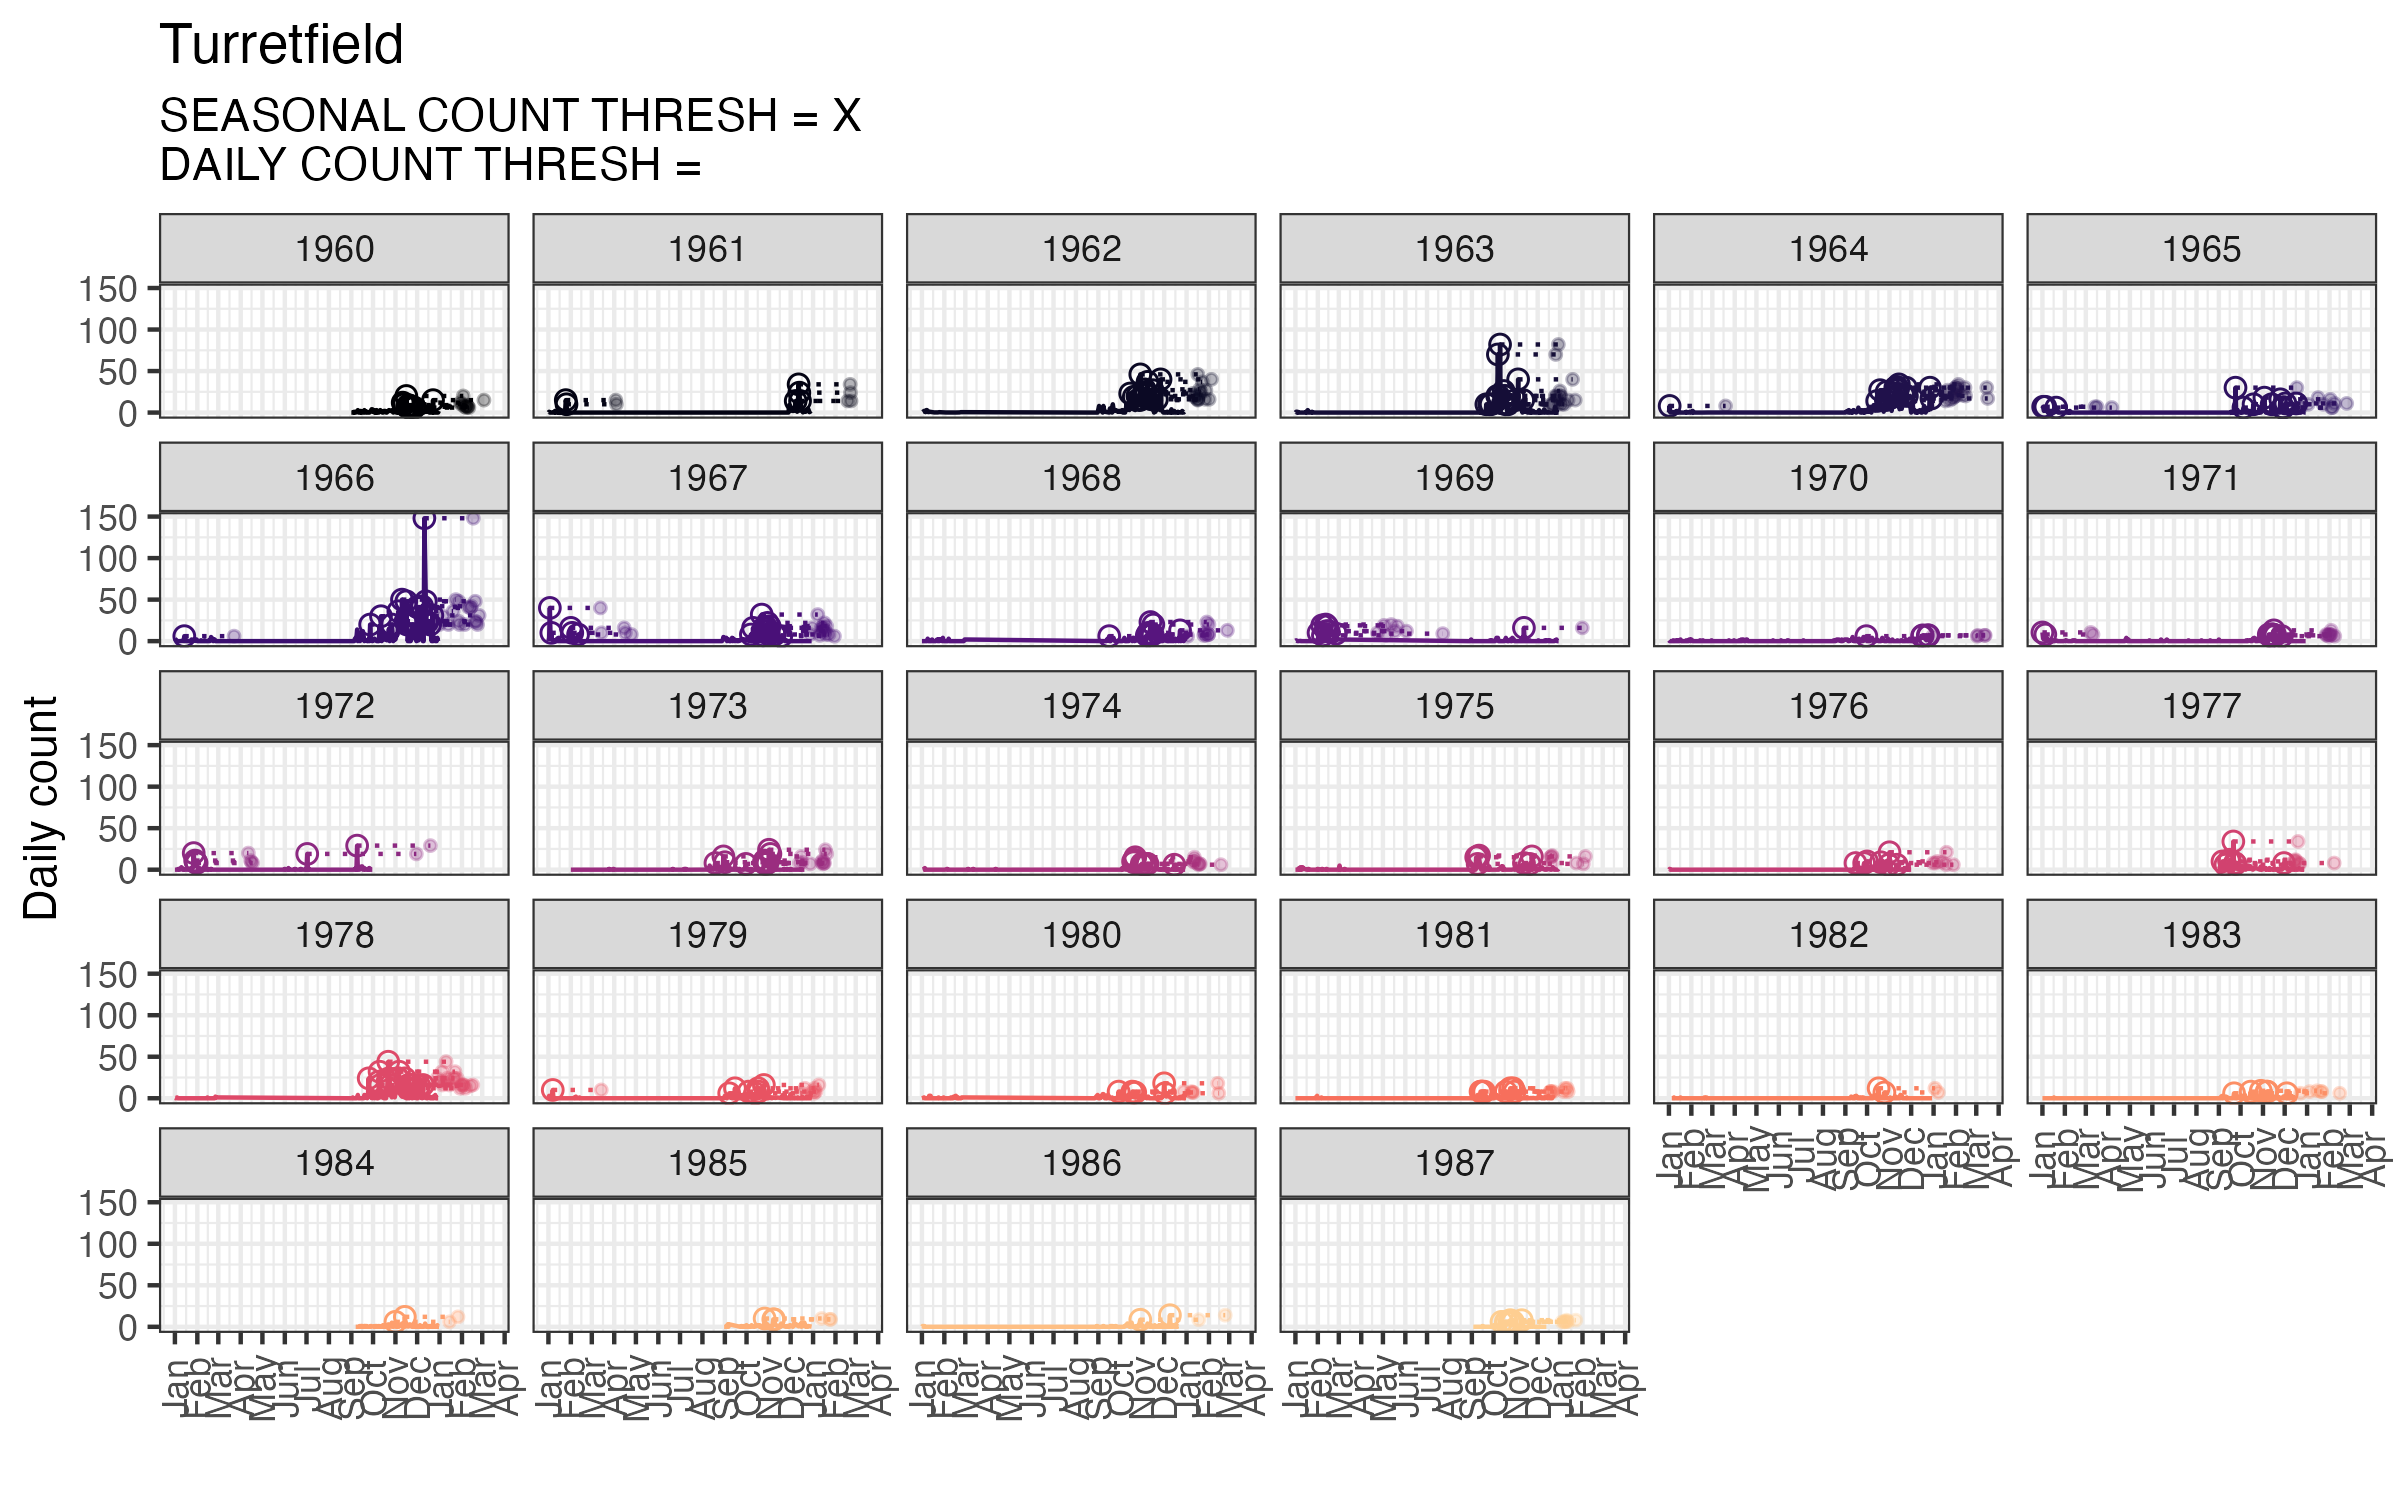 Turretfield
SEASONAL COUNT THRESH = X
DAILY COUNT THRESH =
1960 1961 1962 1963 1964 1965
150
100
50
0
1966 1967 1968 1969 1970 1971
150
100
50
0
1972 1973 1974 1975 1976 1977
150
100
50
0
Daily count
1978 1979 1980 1981 1982 1983
150
100
50
0
Jan Feb Mar Apr May Jun Jul Aug Sep Oct Nov Dec Jan Feb Mar Apr
Jan Feb Mar Apr May Jun Jul Aug Sep Oct Nov Dec Jan Feb Mar Apr
1984 1985 1986 1987
150
100
50
0
Jan Feb Mar Apr May Jun Jul Aug Sep Oct Nov Dec Jan Feb Mar Apr
Jan Feb Mar Apr May Jun Jul Aug Sep Oct Nov Dec Jan Feb Mar Apr
Jan Feb Mar Apr May Jun Jul Aug Sep Oct Nov Dec Jan Feb Mar Apr
Jan Feb Mar Apr May Jun Jul Aug Sep Oct Nov Dec Jan Feb Mar Apr